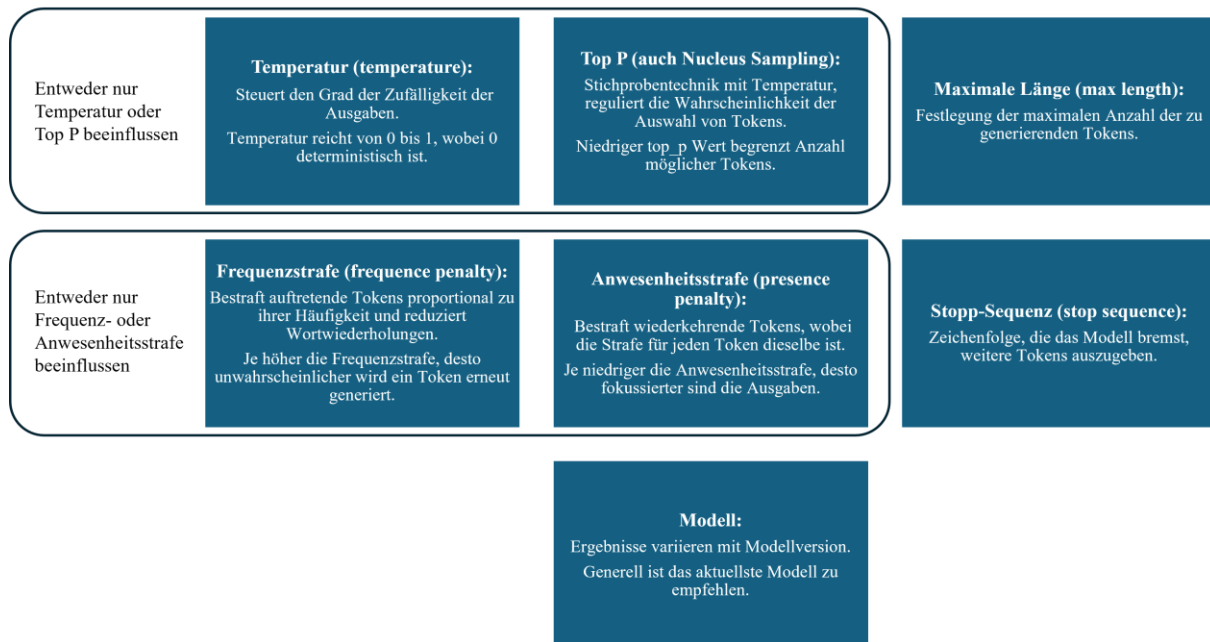 Entweder nur
Temperatur oder
Top P beeinflussen
Temperatur (temperature):
Steuert den Grad der Zufälligkeit der
Ausgaben.
Temperatur reicht von 0 bis 1, wobei 0
deterministisch ist.
Top P (auch Nucleus Sampling):
Stichprobentechnik mit Temperatur,
reguliert die Wahrscheinlichkeit der
Auswahl von Tokens.
Niedriger top_p Wert begrenzt Anzahl
möglicher Tokens.
Maximale Länge (max length):
Festlegung der maximalen Anzahl der zu
generierenden Tokens.
Entweder nur
Frequenz- oder
Anwesenheitsstrafe
beeinflussen
Frequenzstrafe (frequence penalty):
Bestraft auftretende Tokens proportional zu
ihrer Häufigkeit und reduziert
Wortwiederholungen.
Je höher die Frequenzstrafe, desto
unwahrscheinlicher wird ein Token erneut
generiert.
Anwesenheitsstrafe (presence
penalty):
Bestraft wiederkehrende Tokens, wobei
die Strafe für jeden Token dieselbe ist.
Je niedriger die Anwesenheitsstrafe, desto
fokussierter sind die Ausgaben.
Stopp-Sequenz (stop sequence):
Zeichenfolge, die das Modell bremst,
weitere Tokens auszugeben.
Modell:
Ergebnisse variieren mit Modellversion.
Generell ist das aktuellste Modell zu
empfehlen.